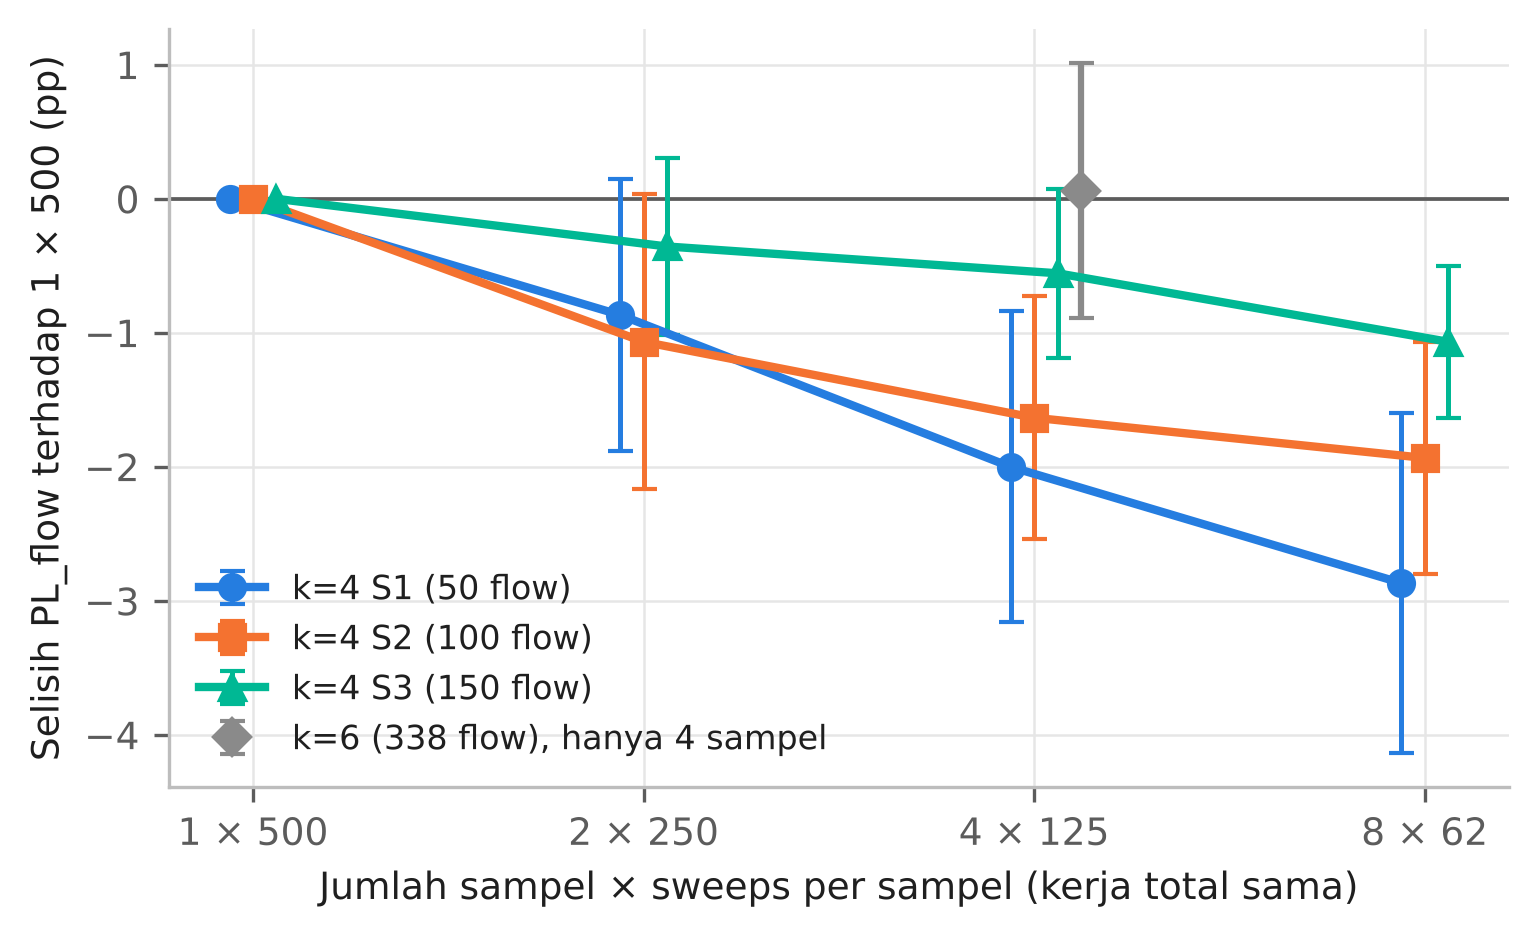 Selisih PL_flow terhadap 1 × 500 (pp)
1
0
−1
−2
−3
−4
k=4 S1 (50 flow)
k=4 S2 (100 flow)
k=4 S3 (150 flow)
k=6 (338 flow), hanya 4 sampel
1 × 500
2 × 250
4 × 125
8 × 62
Jumlah sampel × sweeps per sampel (kerja total sama)